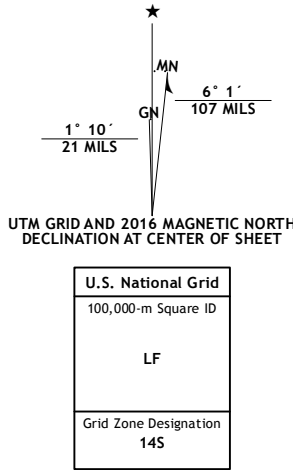 ★
MN
GN
6° 1´
107 MILS
1° 10´
21 MILS
UTM GRID AND 2016 MAGNETIC NORTH
DECLINATION AT CENTER OF SHEET
U.S. National Grid
100,000-m Square ID
LF
Grid Zone Designation
14S